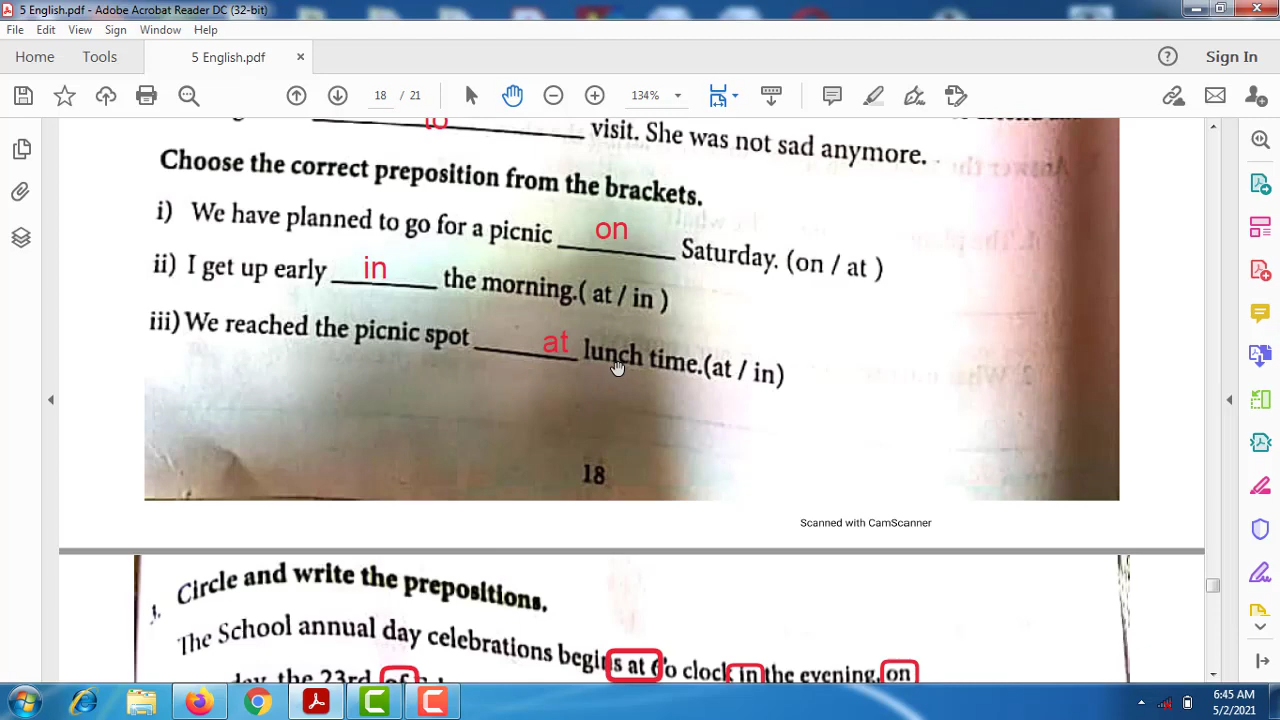 5 English.pdf - Adobe Acrobat Reader DC (32-bit)
File Edit View Sign Window Help
Home Tools 5 English.pdf × Sign In
18 / 21 134%
to visit. She was not sad anymore.
Choose the correct preposition from the brackets.
i) We have planned to go for a picnic on Saturday. (on / at )
ii) I get up early in the morning.( at / in )
iii) We reached the picnic spot at lunch time.(at / in)
18
Scanned with CamScanner
Circle and write the prepositions.
The School annual day celebrations begins at 6'o clock in the evening, on
the 23rd of
6:45 AM
5/2/2021